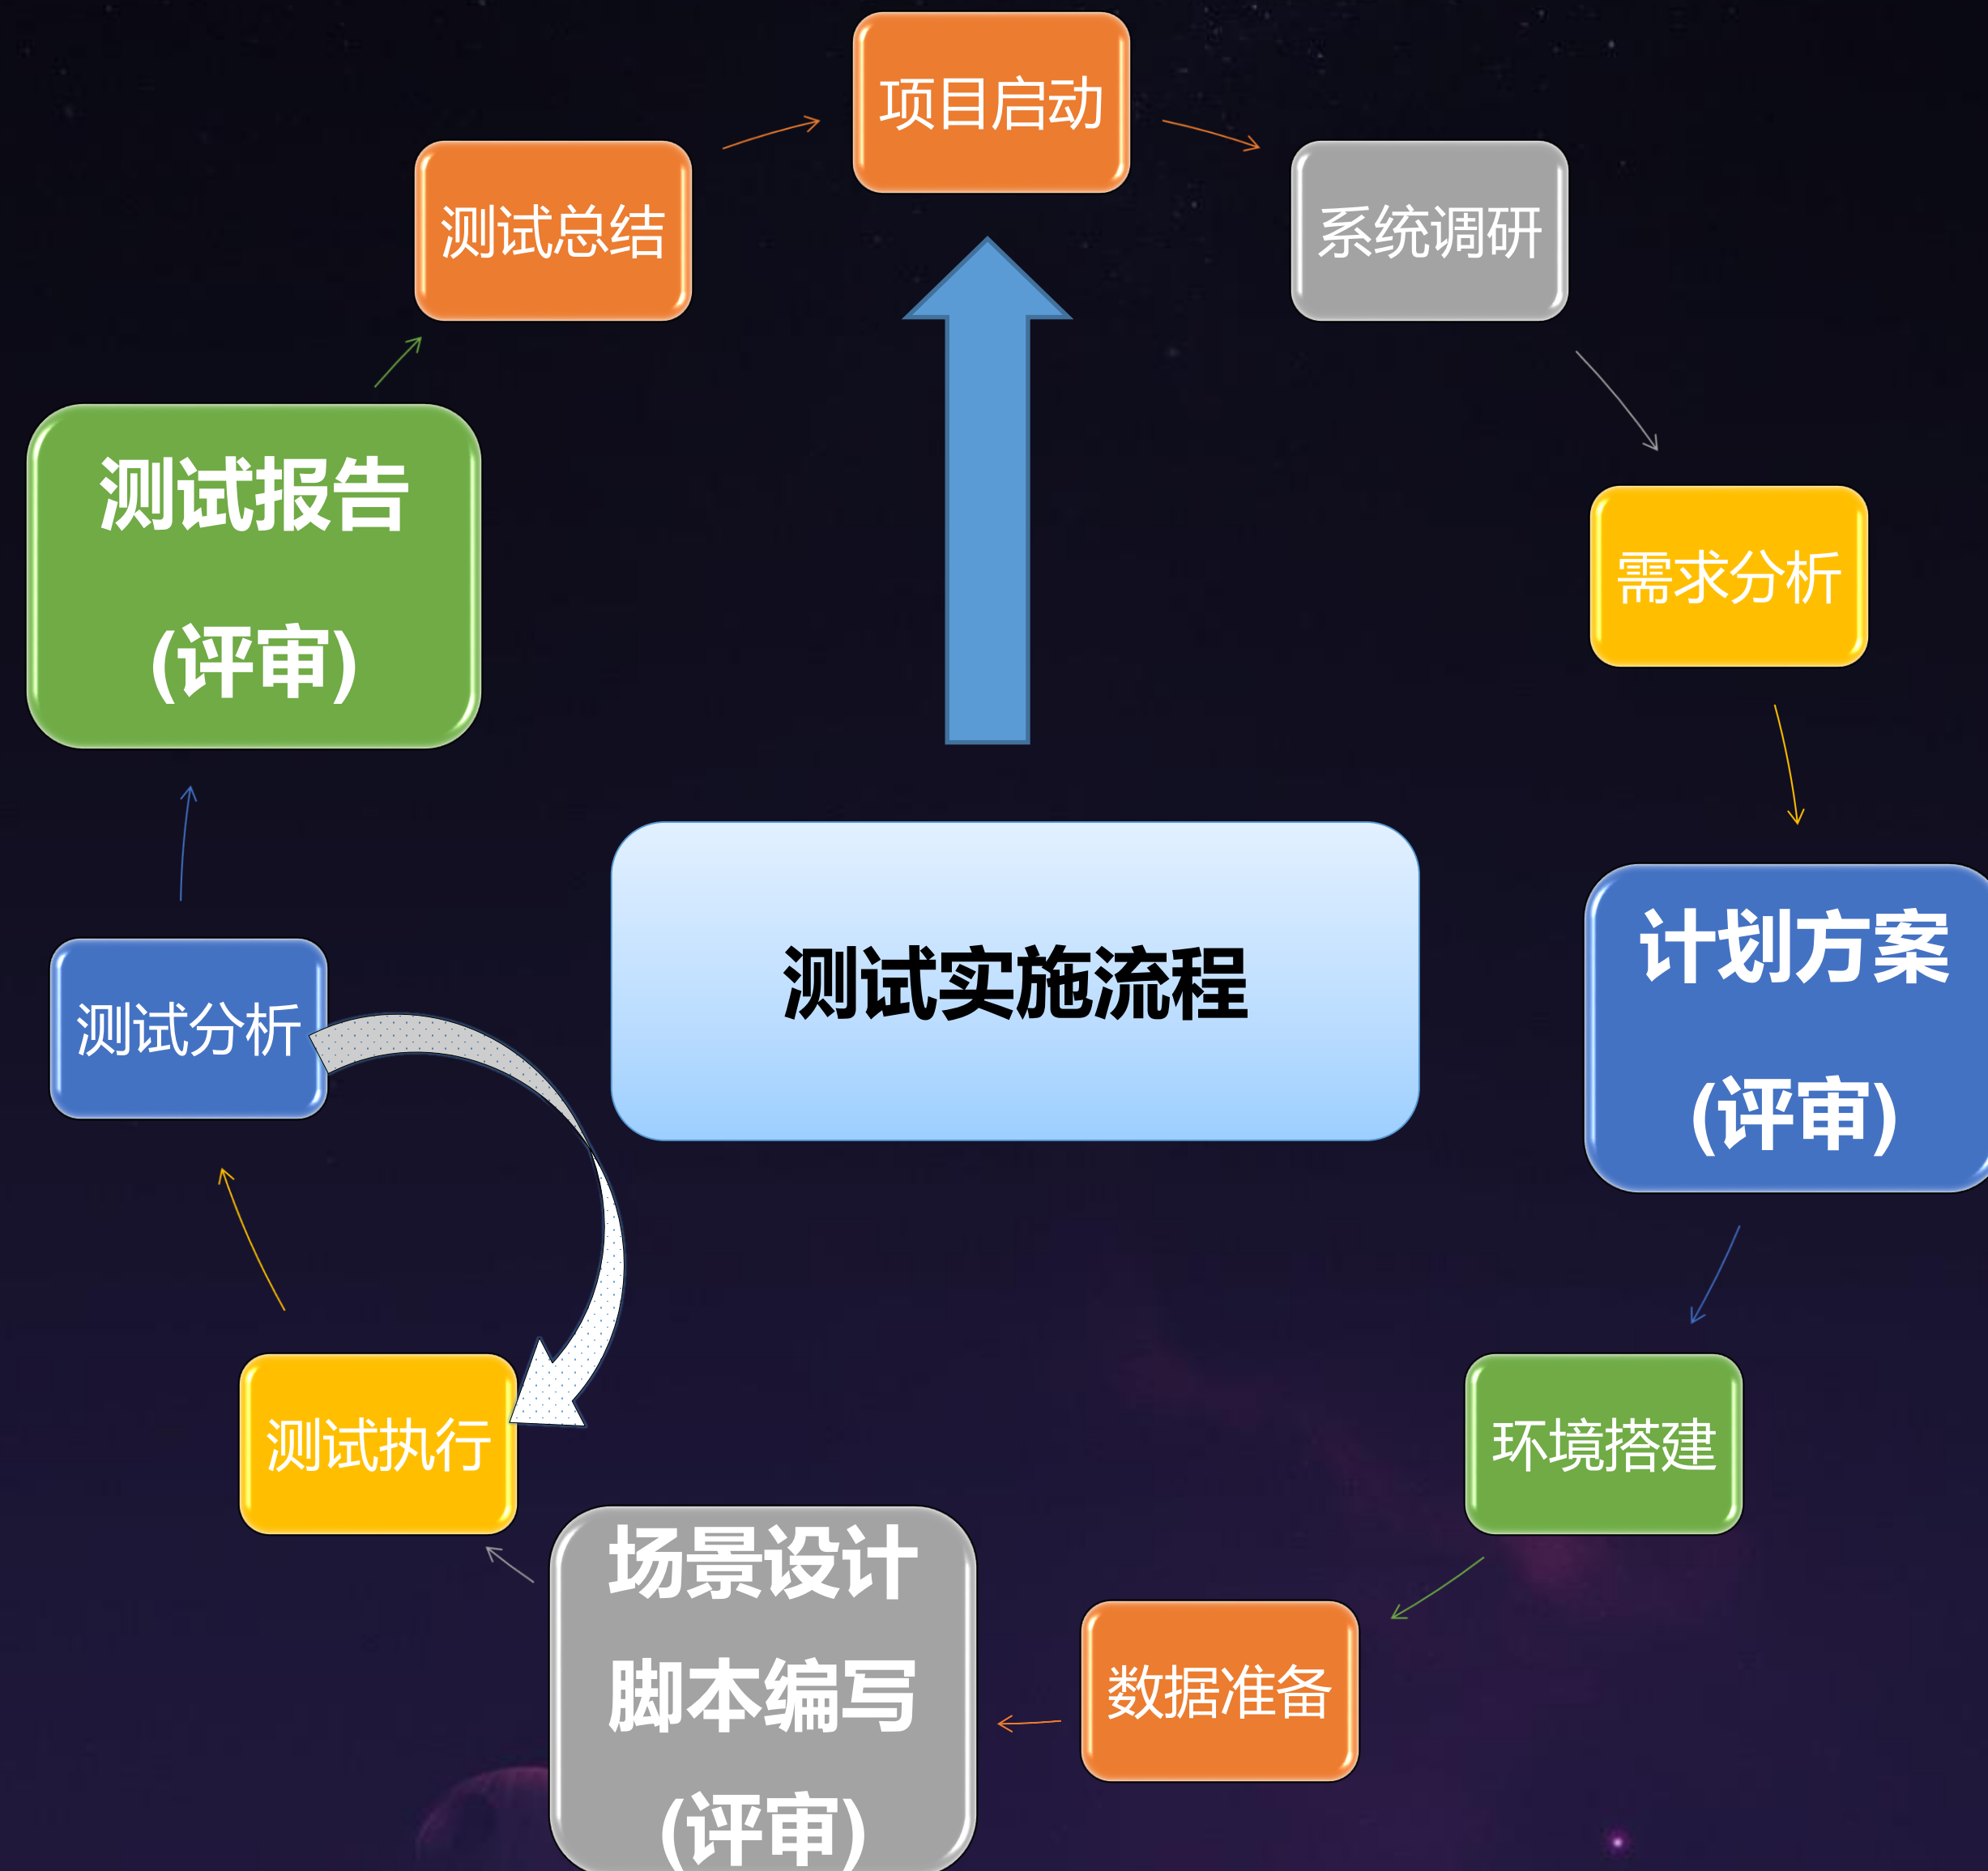 项目启动
系统调研
需求分析
计划方案
(评审)
环境搭建
数据准备
场景设计
脚本编写
(评审)
测试执行
测试分析
测试报告
(评审)
测试总结
测试实施流程